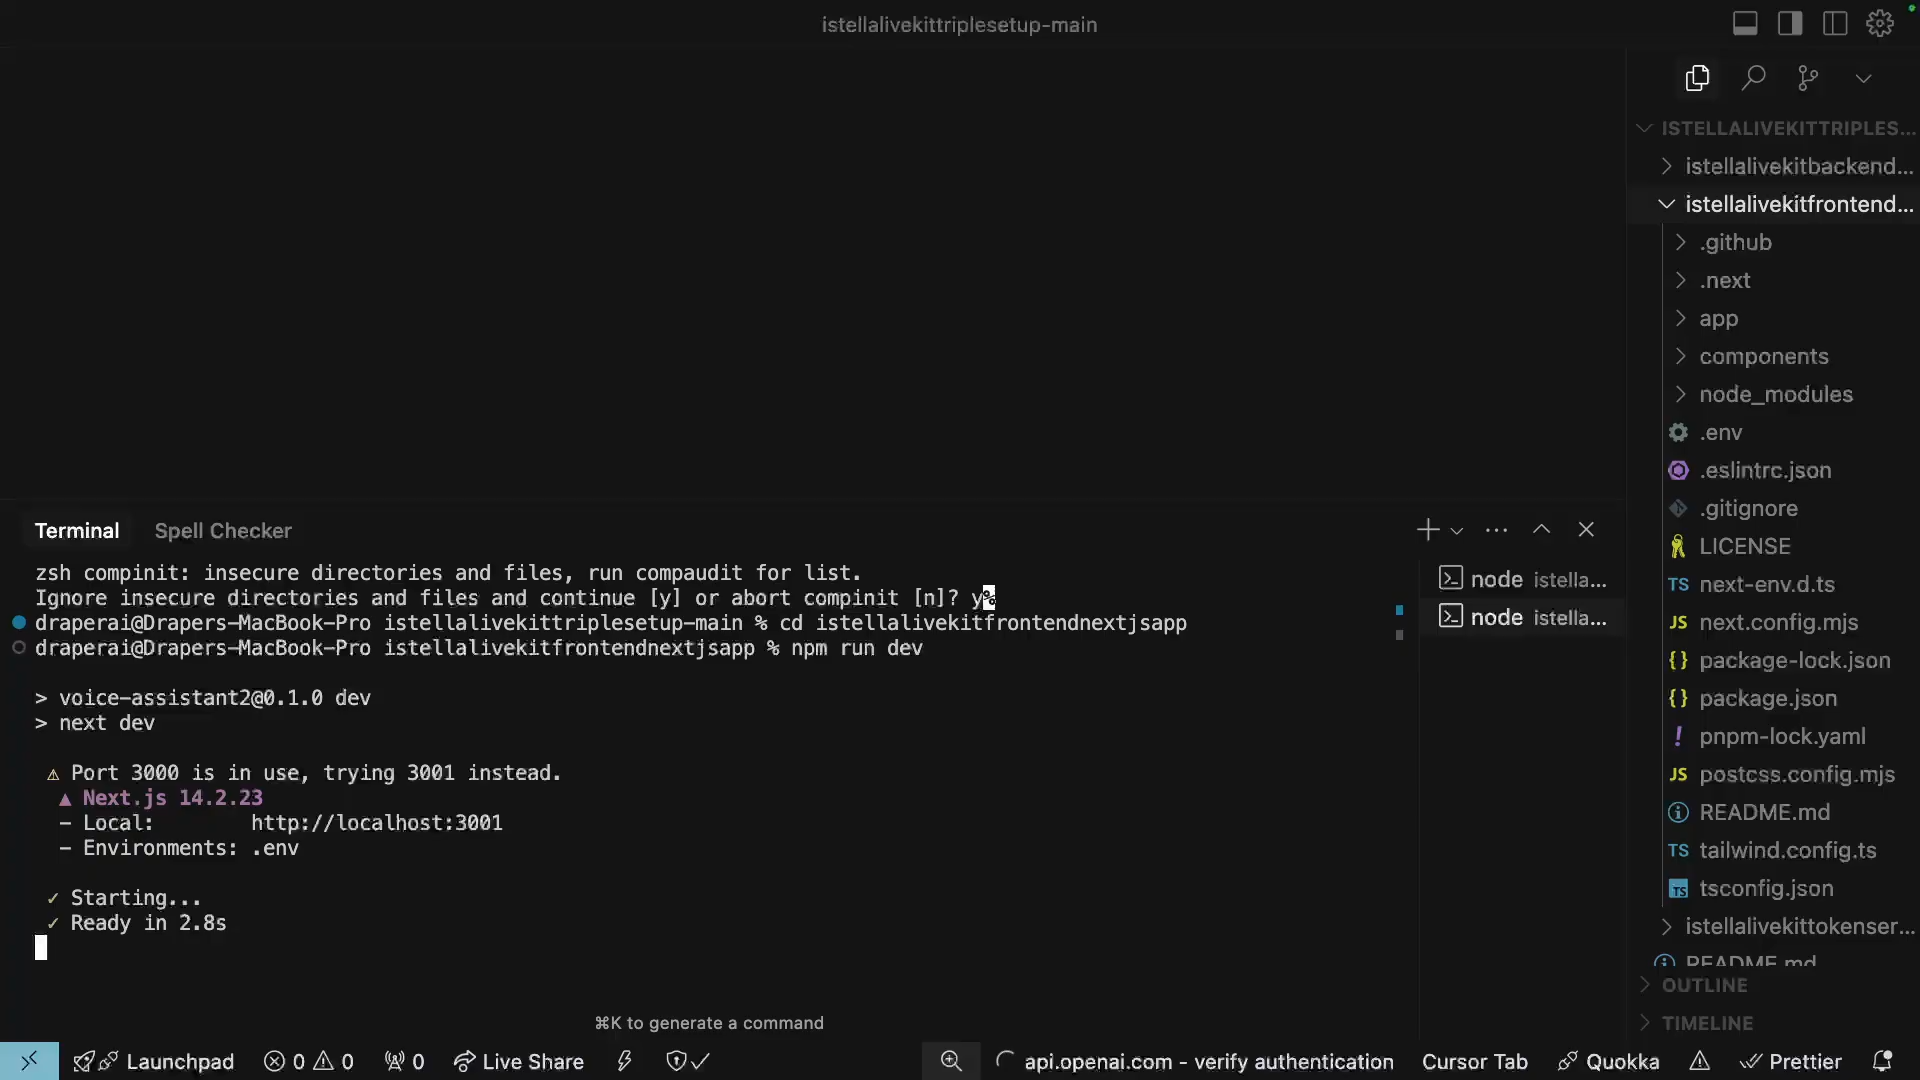 istellalivekittriplesetup-main
ISTELLALIVEKITTRIPLES...
istellalivekitbackend...
istellalivekitfrontend...
.github
.next
app
components
node_modules
.env
.eslintrc.json
.gitignore
LICENSE
TS next-env.d.ts
JS next.config.mjs
{} package-lock.json
{} package.json
! pnpm-lock.yaml
JS postcss.config.mjs
README.md
TS tailwind.config.ts
TS tsconfig.json
istellalivekittokenser...
README.md
OUTLINE
TIMELINE
Terminal Spell Checker
node istella...
node istella...
zsh compinit: insecure directories and files, run compaudit for list.
Ignore insecure directories and files and continue [y] or abort compinit [n]? y%
draperai@Drapers-MacBook-Pro istellalivekittriplesetup-main % cd istellalivekitfrontendnextjsapp
draperai@Drapers-MacBook-Pro istellalivekitfrontendnextjsapp % npm run dev
> voice-assistant2@0.1.0 dev
> next dev
⚠ Port 3000 is in use, trying 3001 instead.
▲ Next.js 14.2.23
- Local: http://localhost:3001
- Environments: .env
✓ Starting...
✓ Ready in 2.8s
⌘K to generate a command
Launchpad 0 0 0 Live Share api.openai.com - verify authentication Cursor Tab Quokka Prettier